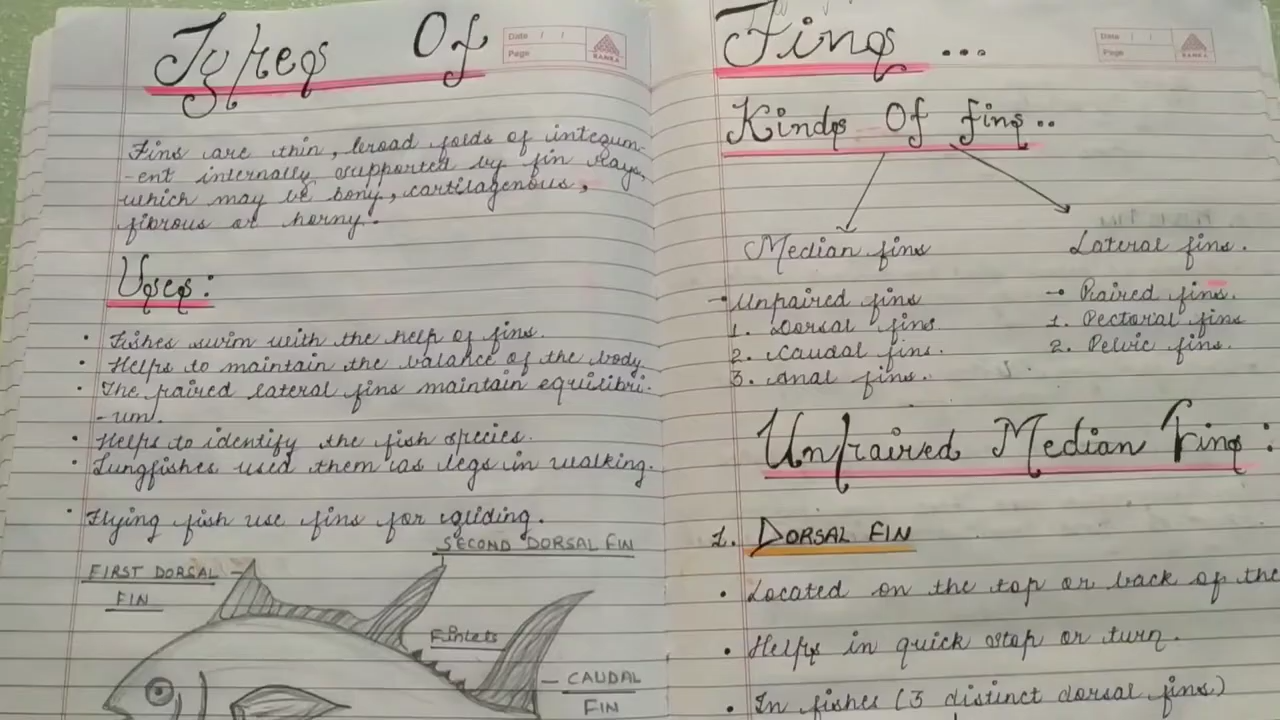 Types Of
Date / /
Page
RANKA
Fins are thin, broad folds of integum-
-ent internally supported by fin rays,
which may be bony, cartilagenous,
fibrous or horny.
Uses:
• Fishes swim with the help of fins.
• Helps to maintain the balance of the body.
• The paired lateral fins maintain equilibri-
-um.
• Helps to identify the fish species.
• Lungfishes used them as legs in walking.
• Flying fish use fins for gliding.
SECOND DORSAL FIN
FIRST DORSAL
FIN
Finlets
CAUDAL
FIN
Fins ...
Date / /
Page
RANKA
Kinds Of fins..
Median fins
Lateral fins.
→ Unpaired fins
1. Dorsal fins
2. Caudal fins.
3. Anal fins.
→ Paired fins.
1. Pectoral fins
2. Pelvic fins.
Unpaired Median Fins:
1. DORSAL FIN
• Located on the top or back of the
• Helps in quick stop or turn.
• In fishes (3 distinct dorsal fins)